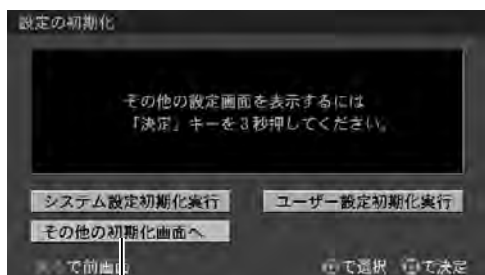 設定の初期化
その他の設定画面を表示するには
「決定」キーを3秒押してください。
システム設定初期化実行
ユーザー設定初期化実行
その他の初期化画面へ
で前画面
で選択
で決定